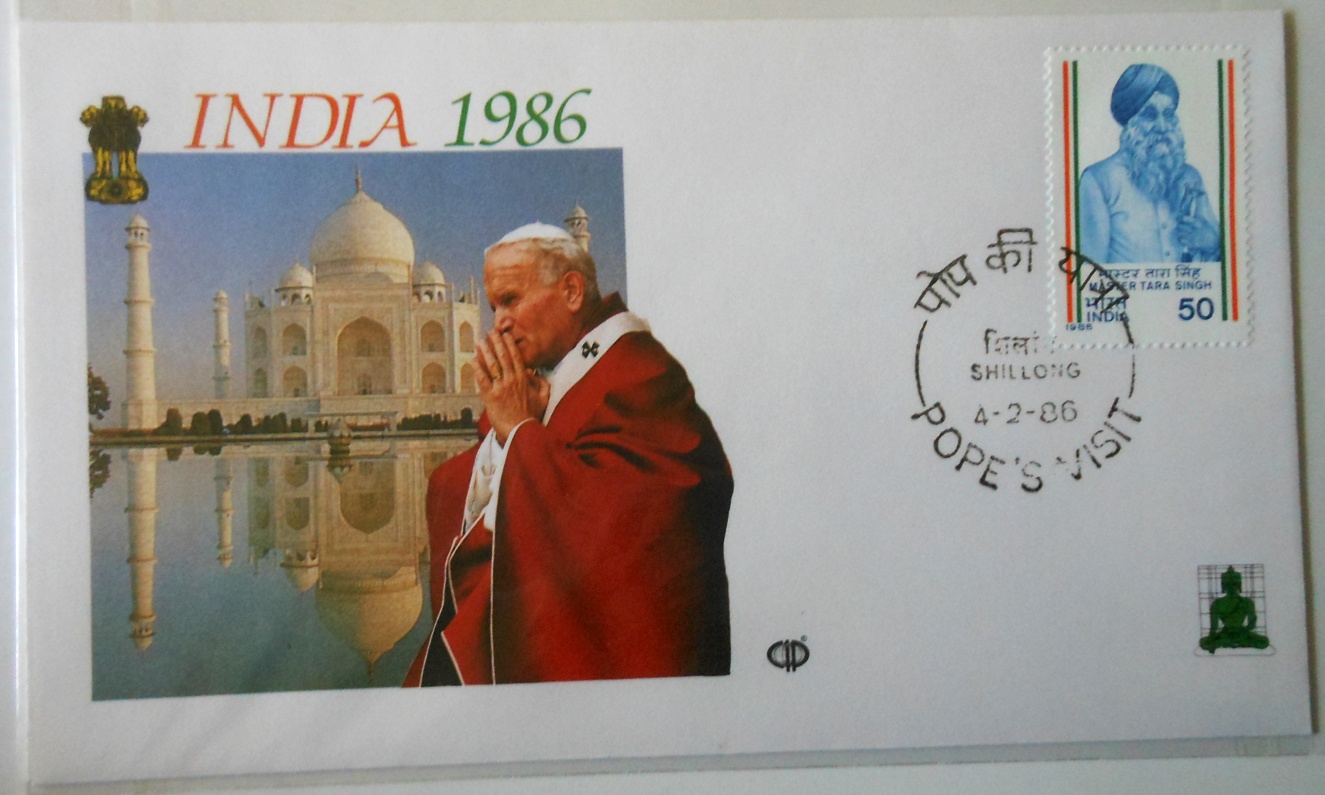 INDIA 1986
मास्टर तारा सिंह
MASTER TARA SINGH
भारत
INDIA
50
1986
पोप की यात्रा
SHILLONG
4-2-86
POPE'S VISIT